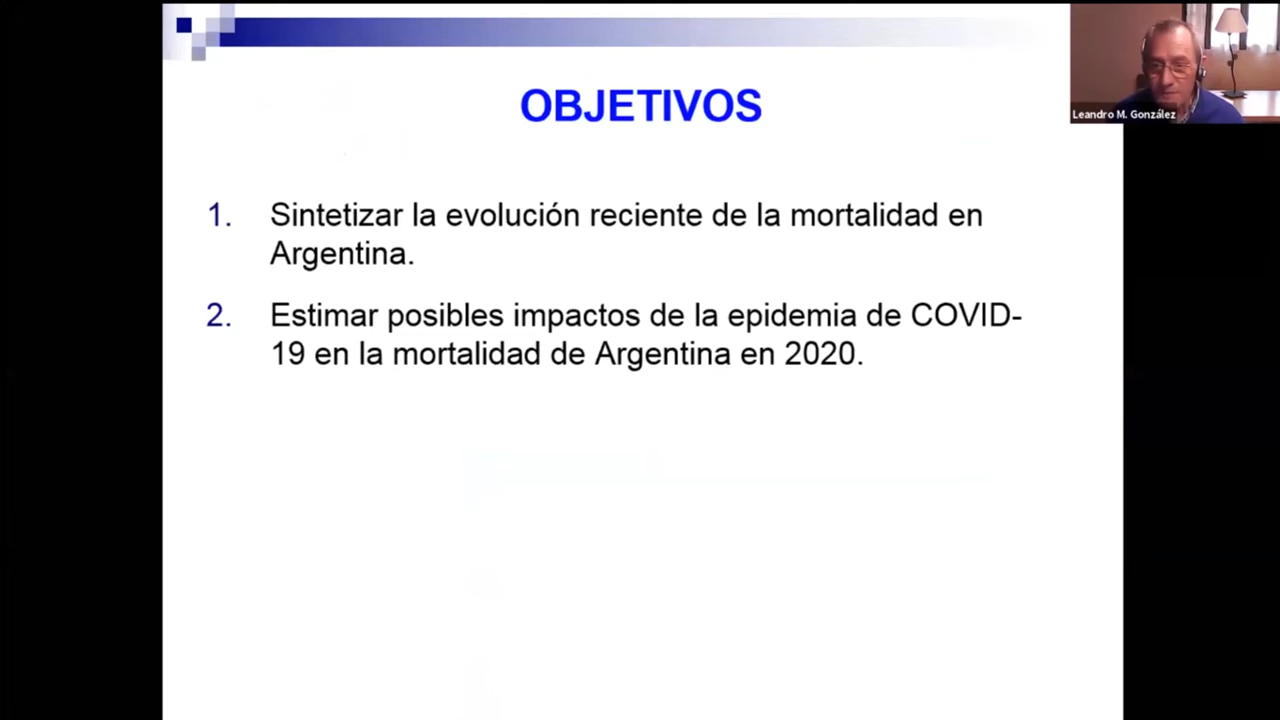 OBJETIVOS
Leandro M. González
1. Sintetizar la evolución reciente de la mortalidad en
Argentina.
2. Estimar posibles impactos de la epidemia de COVID-
19 en la mortalidad de Argentina en 2020.